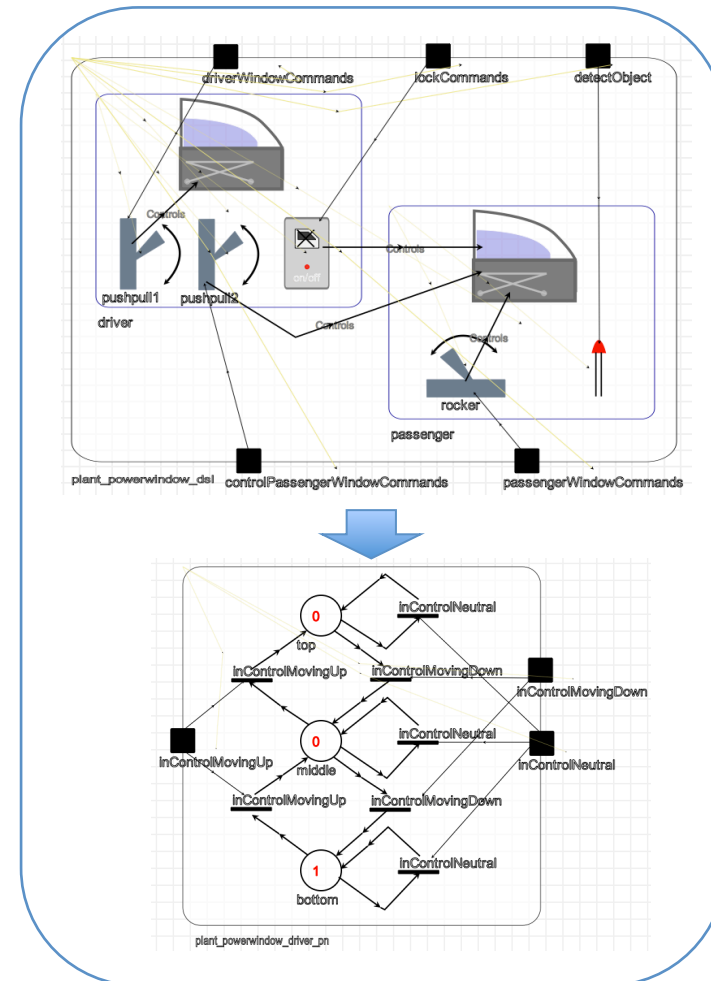 driverWindowCommands lockCommands detectObject
Controls Controls
on/off
pushpull1 pushpull2
driver
Controls
Controls
rocker
passenger
plant_powerwindow_dsl controlPassengerWindowCommands passengerWindowCommands
0 inControlNeutral
top
inControlMovingUp inControlMovingDown
inControlMovingDown
0 inControlNeutral
inControlMovingUp middle inControlNeutral
inControlMovingUp inControlMovingDown
1 inControlNeutral
bottom
plant_powerwindow_driver_pn